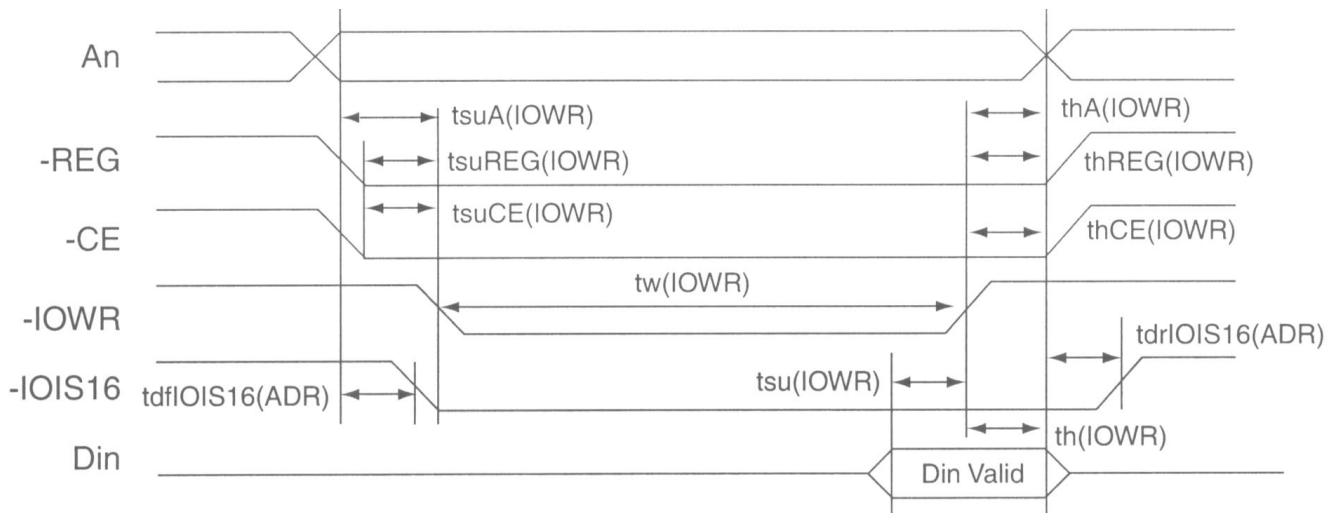 An
tsuA(IOWR)
thA(IOWR)
-REG
tsuREG(IOWR)
thREG(IOWR)
tsuCE(IOWR)
-CE
thCE(IOWR)
tw(IOWR)
-IOWR
tdrIOIS16(ADR)
-IOIS16
tdfIOIS16(ADR)
tsu(IOWR)
th(IOWR)
Din
Din Valid